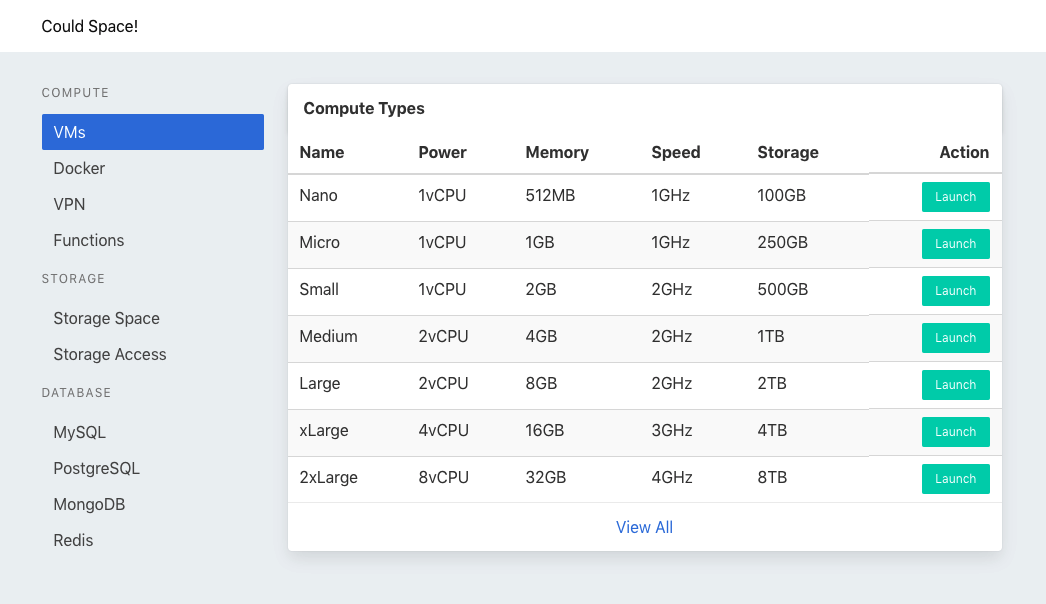 Could Space!
COMPUTE
VMs
Docker
VPN
Functions
STORAGE
Storage Space
Storage Access
DATABASE
MySQL
PostgreSQL
MongoDB
Redis
Compute Types
Name Power Memory Speed Storage Action
Nano 1vCPU 512MB 1GHz 100GB Launch
Micro 1vCPU 1GB 1GHz 250GB Launch
Small 1vCPU 2GB 2GHz 500GB Launch
Medium 2vCPU 4GB 2GHz 1TB Launch
Large 2vCPU 8GB 2GHz 2TB Launch
xLarge 4vCPU 16GB 3GHz 4TB Launch
2xLarge 8vCPU 32GB 4GHz 8TB Launch
View All